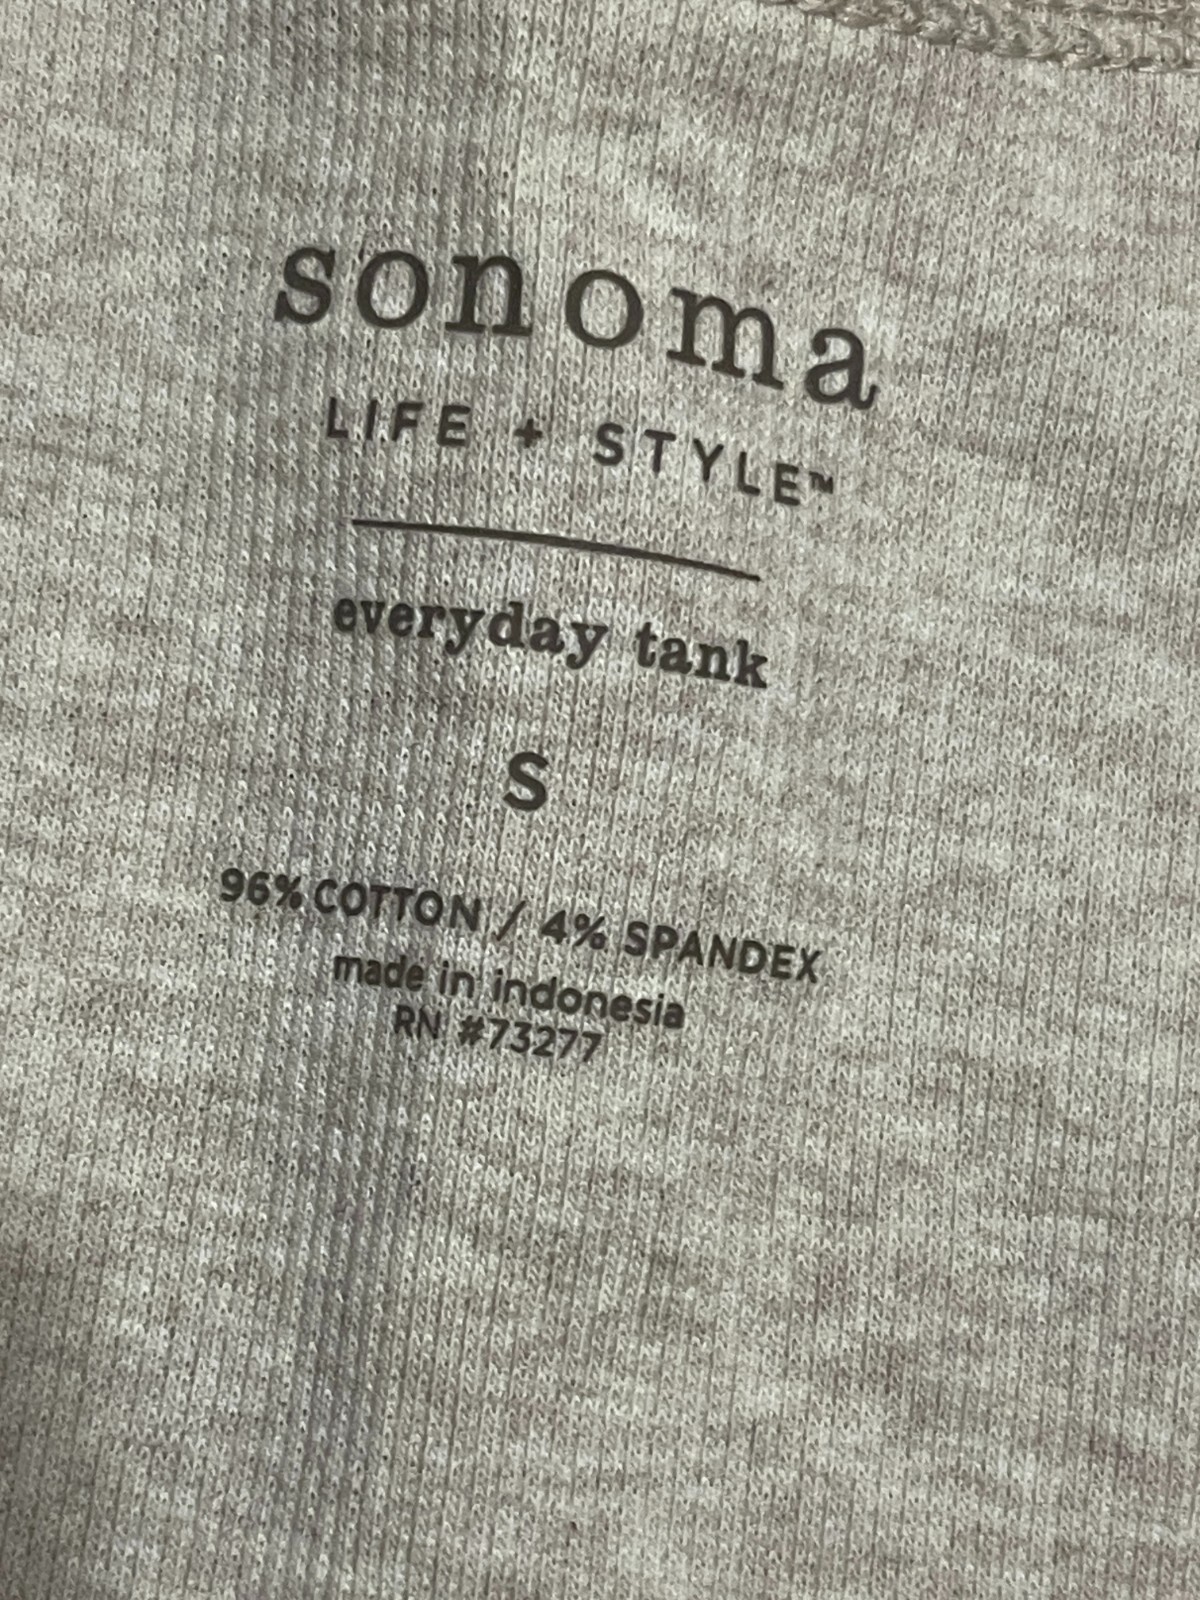 sonoma
LIFE + STYLE™
everyday tank
S
96% COTTON / 4% SPANDEX
made in indonesia
RN #73277